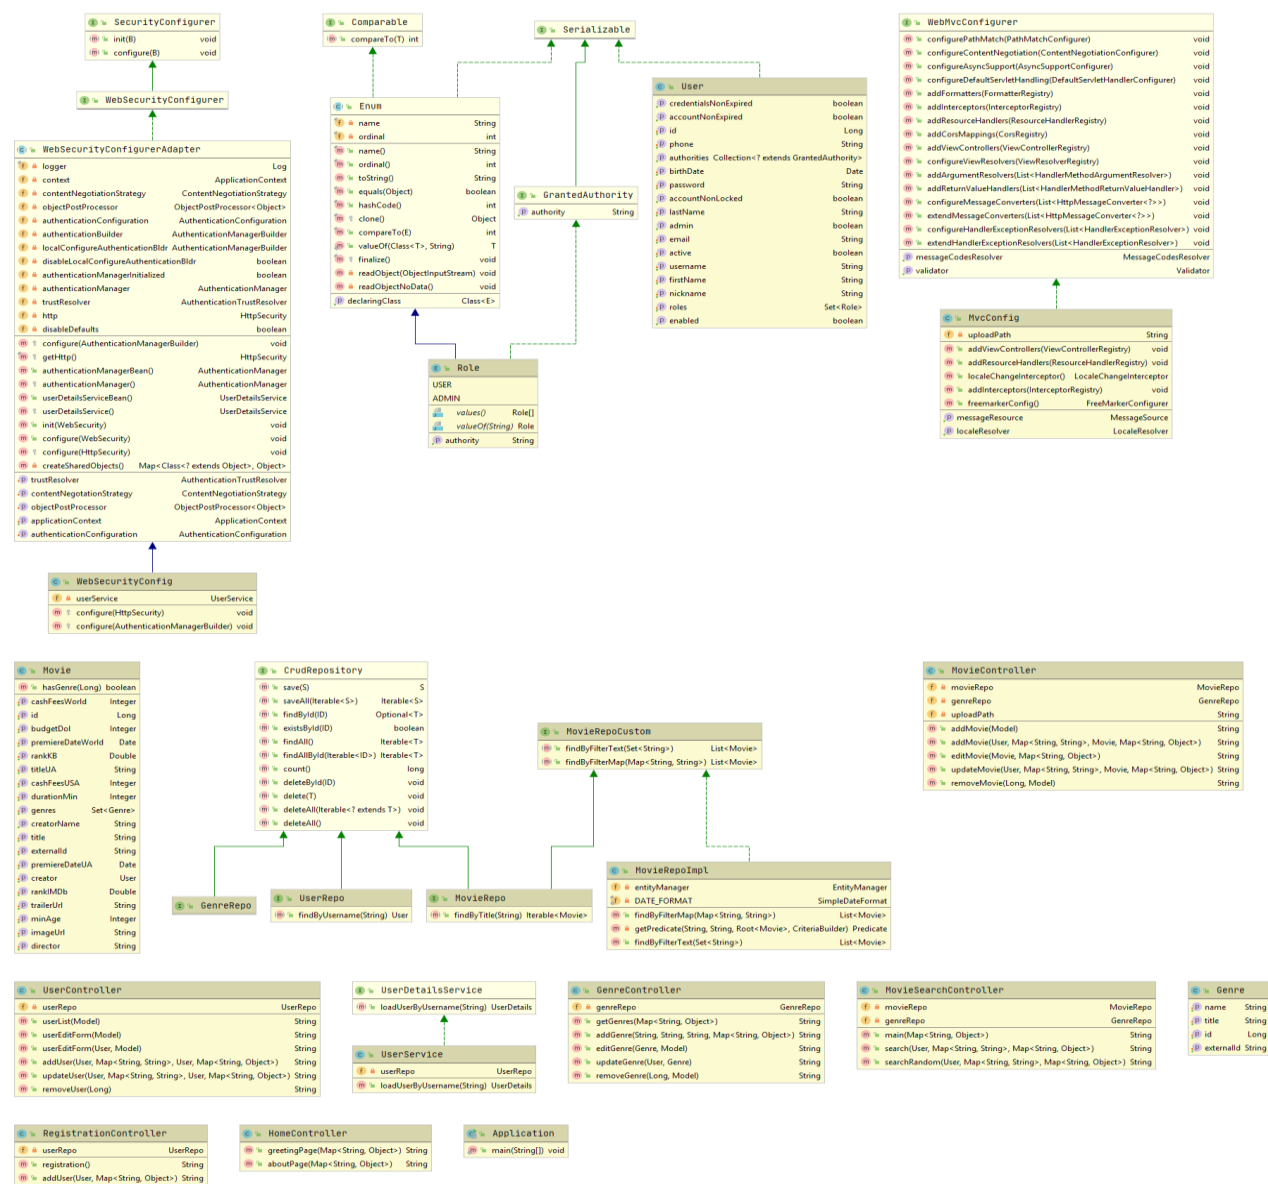 SecurityConfigurer
init(B) void
configure(B) void
WebSecurityConfigurer
WebSecurityConfigurerAdapter
logger Log
context ApplicationContext
contentNegotiationStrategy ContentNegotiationStrategy
objectPostProcessor ObjectPostProcessor<Object>
authenticationConfiguration AuthenticationConfiguration
authenticationBuilder AuthenticationManagerBuilder
localConfigureAuthenticationBldr AuthenticationManagerBuilder
disableLocalConfigureAuthenticationBldr boolean
authenticationManagerInitialized boolean
authenticationManager AuthenticationManager
trustResolver AuthenticationTrustResolver
http HttpSecurity
disableDefaults boolean
configure(AuthenticationManagerBuilder) void
getHttp() HttpSecurity
authenticationManagerBean() AuthenticationManager
authenticationManager() AuthenticationManager
userDetailsServiceBean() UserDetailsService
userDetailsService() UserDetailsService
init(WebSecurity) void
configure(WebSecurity) void
configure(HttpSecurity) void
createSharedObjects() Map<Class<? extends Object>, Object>
trustResolver AuthenticationTrustResolver
contentNegotationStrategy ContentNegotiationStrategy
objectPostProcessor ObjectPostProcessor<Object>
applicationContext ApplicationContext
authenticationConfiguration AuthenticationConfiguration
WebSecurityConfig
userService UserService
configure(HttpSecurity) void
configure(AuthenticationManagerBuilder) void
Comparable
compareTo(T) int
Enum
name String
ordinal int
name() String
ordinal() int
toString() String
equals(Object) boolean
hashCode() int
clone() Object
compareTo(E) int
valueOf(Class<T>, String) T
finalize() void
readObject(ObjectInputStream) void
readObjectNoData() void
declaringClass Class<E>
Serializable
GrantedAuthority
authority String
Role
USER
ADMIN
values() Role[]
valueOf(String) Role
authority String
User
credentialsNonExpired boolean
accountNonExpired boolean
id Long
phone String
authorities Collection<? extends GrantedAuthority>
birthDate Date
password String
accountNonLocked boolean
lastName String
admin boolean
email String
active boolean
username String
firstName String
nickname String
roles Set<Role>
enabled boolean
WebMvcConfigurer
configurePathMatch(PathMatchConfigurer) void
configureContentNegotiation(ContentNegotiationConfigurer) void
configureAsyncSupport(AsyncSupportConfigurer) void
configureDefaultServletHandling(DefaultServletHandlerConfigurer) void
addFormatters(FormatterRegistry) void
addInterceptors(InterceptorRegistry) void
addResourceHandlers(ResourceHandlerRegistry) void
addCorsMappings(CorsRegistry) void
addViewControllers(ViewControllerRegistry) void
configureViewResolvers(ViewResolverRegistry) void
addArgumentResolvers(List<HandlerMethodArgumentResolver>) void
addReturnValueHandlers(List<HandlerMethodReturnValueHandler>) void
configureMessageConverters(List<HttpMessageConverter<?>>) void
extendMessageConverters(List<HttpMessageConverter<?>>) void
configureHandlerExceptionResolvers(List<HandlerExceptionResolver>) void
extendHandlerExceptionResolvers(List<HandlerExceptionResolver>) void
messageCodesResolver MessageCodesResolver
validator Validator
MvcConfig
uploadPath String
addViewControllers(ViewControllerRegistry) void
addResourceHandlers(ResourceHandlerRegistry) void
localeChangeInterceptor() LocaleChangeInterceptor
addInterceptors(InterceptorRegistry) void
freemarkerConfig() FreeMarkerConfigurer
messageResource MessageSource
localeResolver LocaleResolver
Movie
hasGenre(Long) boolean
cashFeesWorld Integer
id Long
budgetDol Integer
premiereDateWorld Date
rankKB Double
titleUA String
cashFeesUSA Integer
durationMin Integer
genres Set<Genre>
creatorName String
title String
externalId String
premiereDateUA Date
creator User
rankIMDb Double
trailerUrl String
minAge Integer
imageUrl String
director String
CrudRepository
save(S) S
saveAll(Iterable<S>) Iterable<S>
findById(ID) Optional<T>
existsById(ID) boolean
findAll() Iterable<T>
findAllById(Iterable<ID>) Iterable<T>
count() long
deleteById(ID) void
delete(T) void
deleteAll(Iterable<? extends T>) void
deleteAll() void
GenreRepo
UserRepo
findByUsername(String) User
MovieRepo
findByTitle(String) Iterable<Movie>
MovieRepoCustom
findByFilterText(Set<String>) List<Movie>
findByFilterMap(Map<String, String>) List<Movie>
MovieRepoImpl
entityManager EntityManager
DATE_FORMAT SimpleDateFormat
findByFilterMap(Map<String, String>) List<Movie>
getPredicate(String, String, Root<Movie>, CriteriaBuilder) Predicate
findByFilterText(Set<String>) List<Movie>
MovieController
movieRepo MovieRepo
genreRepo GenreRepo
uploadPath String
addMovie(Model) String
addMovie(User, Map<String, String>, Movie, Map<String, Object>) String
editMovie(Movie, Map<String, Object>) String
updateMovie(User, Map<String, String>, Movie, Map<String, Object>) String
removeMovie(Long, Model) String
UserController
userRepo UserRepo
userList(Model) String
userEditForm(Model) String
userEditForm(User, Model) String
addUser(User, Map<String, String>, User, Map<String, Object>) String
updateUser(User, Map<String, String>, User, Map<String, Object>) String
removeUser(Long) String
UserDetailsService
loadUserByUsername(String) UserDetails
UserService
userRepo UserRepo
loadUserByUsername(String) UserDetails
GenreController
genreRepo GenreRepo
getGenres(Map<String, Object>) String
addGenre(String, String, String, Map<String, Object>) String
editGenre(Genre, Model) String
updateGenre(User, Genre) String
removeGenre(Long, Model) String
MovieSearchController
movieRepo MovieRepo
genreRepo GenreRepo
main(Map<String, Object>) String
search(User, Map<String, String>, Map<String, Object>) String
searchRandom(User, Map<String, String>, Map<String, Object>) String
Genre
name String
title String
id Long
externalId String
RegistrationController
userRepo UserRepo
registration() String
addUser(User, Map<String, Object>) String
HomeController
greetingPage(Map<String, Object>) String
aboutPage(Map<String, Object>) String
Application
main(String[]) void